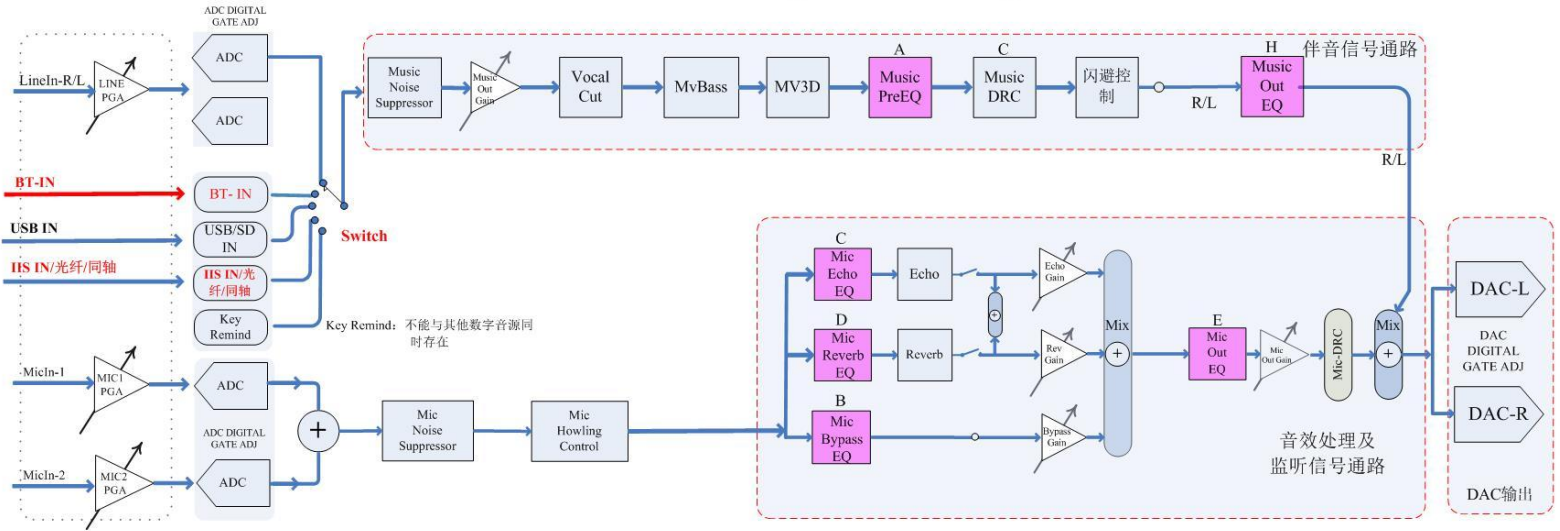 ADC DIGITAL
GATE ADJ
LineIn-R/L
LINE
PGA
ADC
ADC
BT-IN
BT- IN
USB IN
USB/SD
IN
IIS IN/光纤/同轴
IIS IN/光
纤/同轴
Key
Remind
Switch
Key Remind：不能与其他数字音源同
时存在
MicIn-1
MIC1
PGA
ADC
ADC DIGITAL
GATE ADJ
MicIn-2
MIC2
PGA
ADC
+
Mic
Noise
Suppressor
Mic
Howling
Control
伴音信号通路
Music
Noise
Suppressor
Music
Out
Gain
Vocal
Cut
MvBass
MV3D
A
Music
PreEQ
C
Music
DRC
闪避控
制
R/L
H
Music
Out
EQ
R/L
C
Mic
Echo
EQ
Echo
Echo
Gain
+
D
Mic
Reverb
EQ
Reverb
Rev
Gain
B
Mic
Bypass
EQ
Bypass
Gain
Mix
+
E
Mic
Out
EQ
Mic
Out Gain
Mic-DRC
Mix
+
音效处理及
监听信号通路
DAC-L
DAC
DIGITAL
GATE ADJ
DAC-R
DAC输出